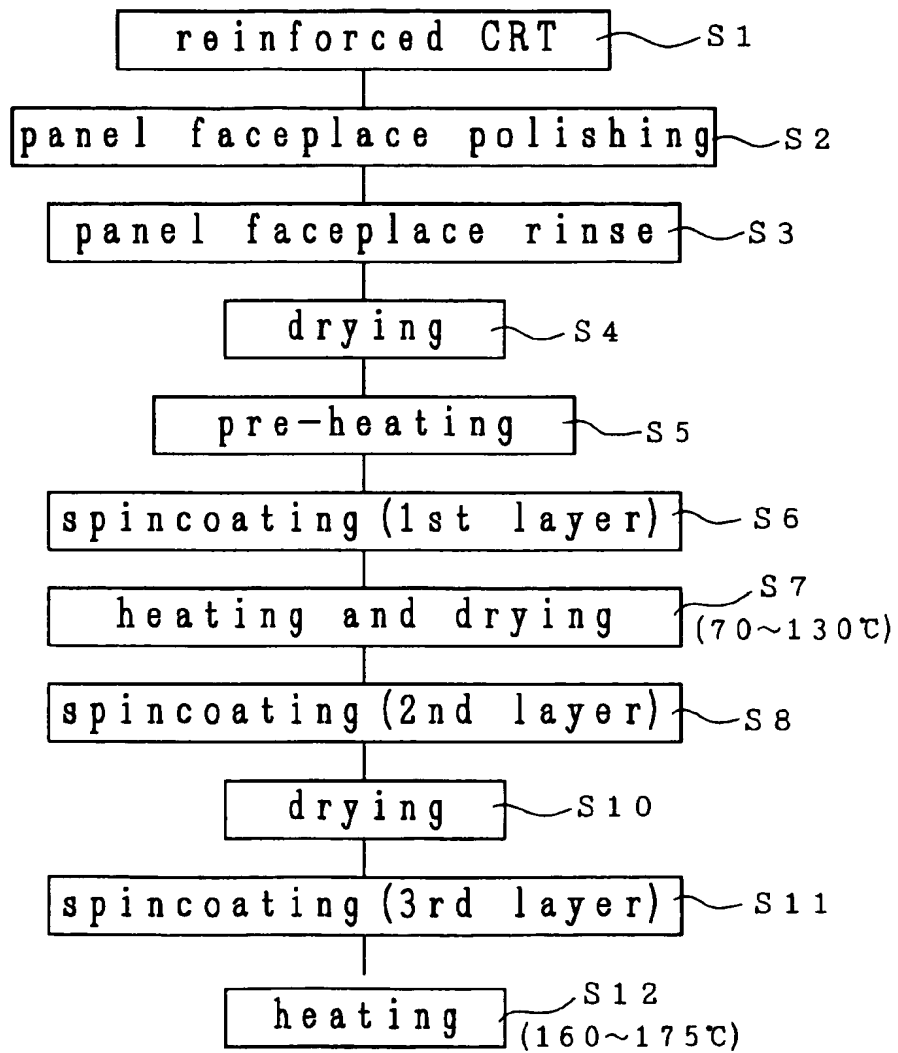 reinforced CRT S1
panel faceplace polishing S2
panel faceplace rinse S3
drying S4
pre-heating S5
spincoating(1st layer) S6
heating and drying S7
(70~130℃)
spincoating(2nd layer) S8
drying S10
spincoating(3rd layer) S11
heating S12
(160~175℃)